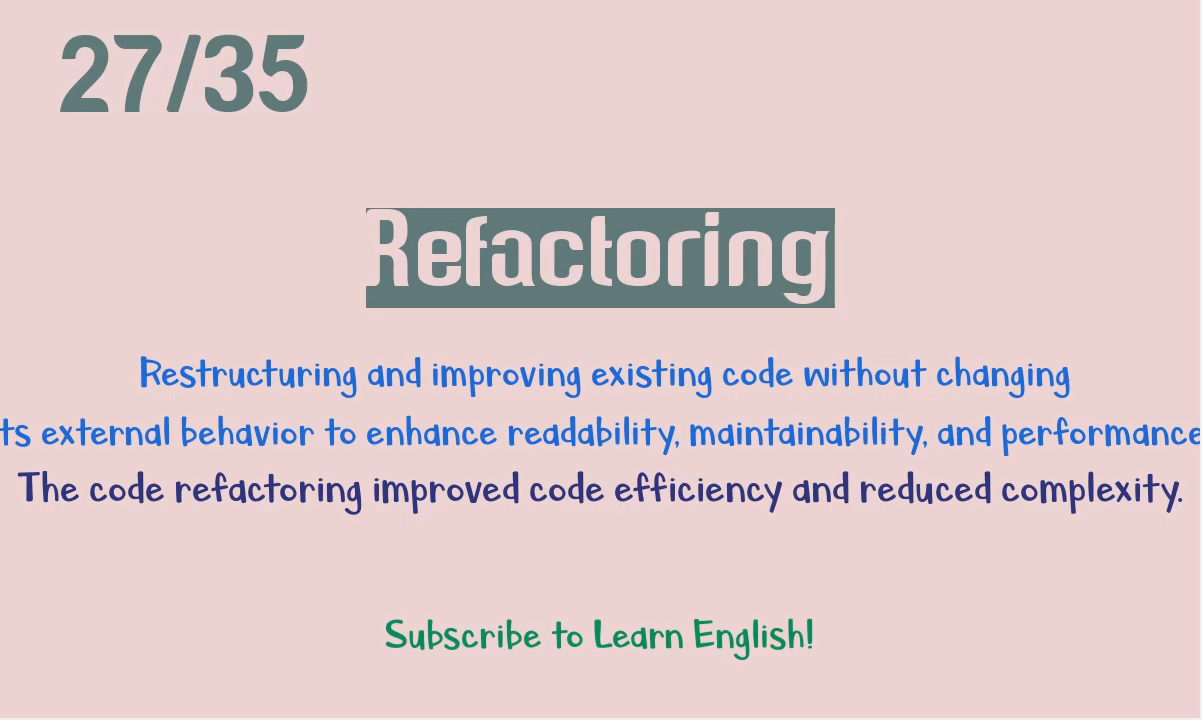 27/35
Refactoring
Restructuring and improving existing code without changing
ts external behavior to enhance readability, maintainability, and performance
The code refactoring improved code efficiency and reduced complexity.
Subscribe to Learn English!